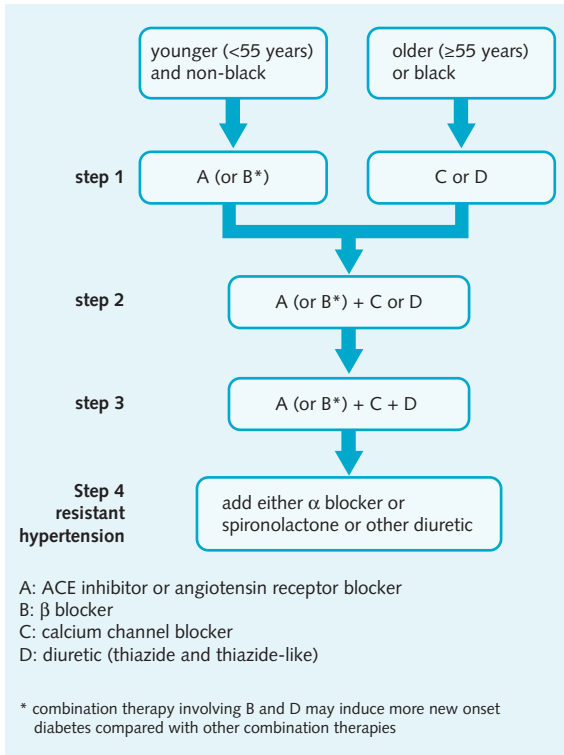 younger (<55 years)
and non-black
older (≥55 years)
or black
step 1
A (or B*)
C or D
step 2
A (or B*) + C or D
step 3
A (or B*) + C + D
Step 4
resistant
hypertension
add either α blocker or
spironolactone or other diuretic
A: ACE inhibitor or angiotensin receptor blocker
B: β blocker
C: calcium channel blocker
D: diuretic (thiazide and thiazide-like)
* combination therapy involving B and D may induce more new onset
diabetes compared with other combination therapies